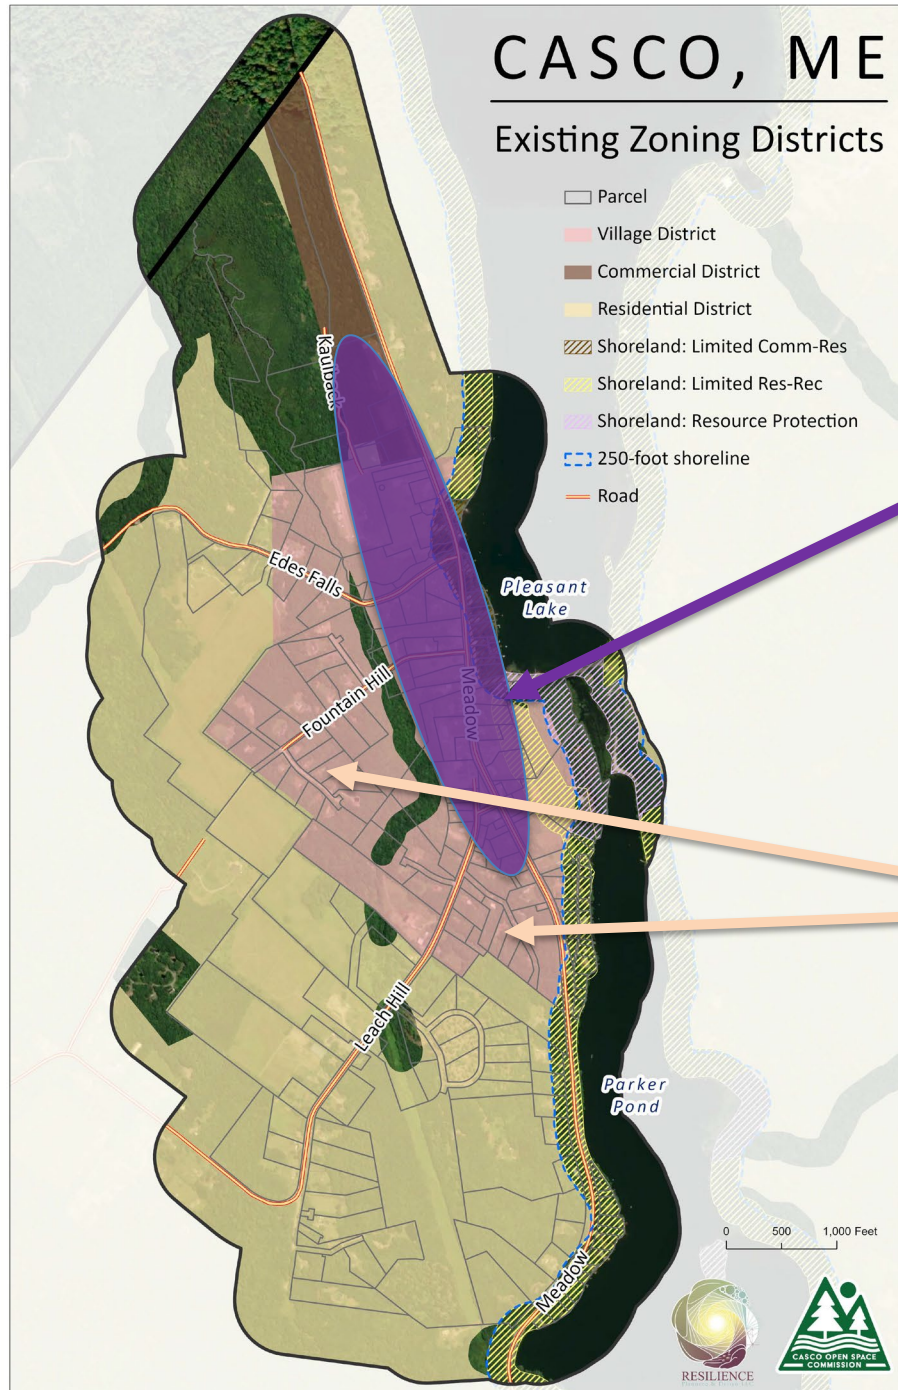 CASCO, ME
Existing Zoning Districts
Parcel
Village District
Commercial District
Residential District
Shoreland: Limited Comm-Res
Shoreland: Limited Res-Rec
Shoreland: Resource Protection
250-foot shoreline
Road
Kaulback
Edes Falls
Pleasant
Lake
Fountain Hill
Meadow
Leach Hill
Parker
Pond
Meadow
0 500 1,000 Feet
RESILIENCE
CASCO OPEN SPACE
COMMISSION